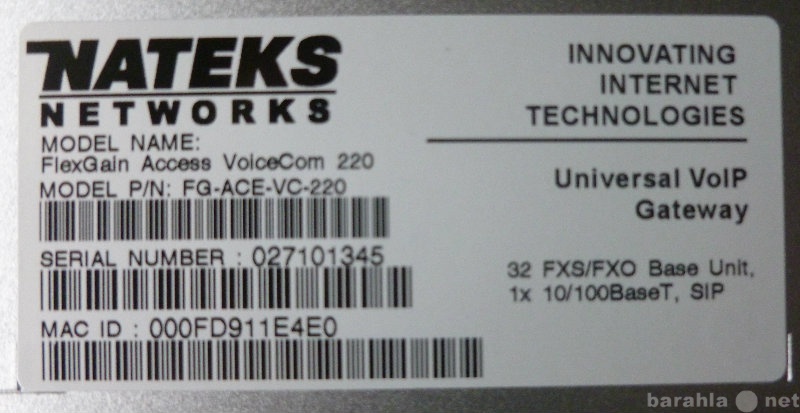 NATEKS
NETWORKS
MODEL NAME:
FlexGain Access VoiceCom 220
MODEL P/N: FG-ACE-VC-220
SERIAL NUMBER : 027101345
MAC ID : 000FD911E4E0
INNOVATING
INTERNET
TECHNOLOGIES
Universal VoIP
Gateway
32 FXS/FXO Base Unit,
1x 10/100BaseT, SIP
barahla net